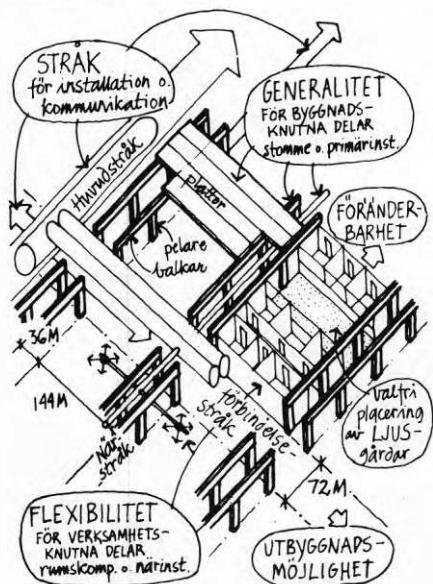 STRÅK
för installation o.
kommunikation
GENERALITET
FÖR BYGGNADS-
KNUTNA DELAR
stomme o. primärinst.
Huvudstråk
plattor
FÖRÄNDER-
BARHET
pelare
balkar
36M
144M
När-
stråk
förbindelse
stråk
valfri
placering
av LJUS-
gårdar
72M
FLEXIBILITET
FÖR VERKSAMHETS-
KNUTNA DELAR
rumskomp. o. närinst.
UTBYGGNADS-
MÖJLIGHET